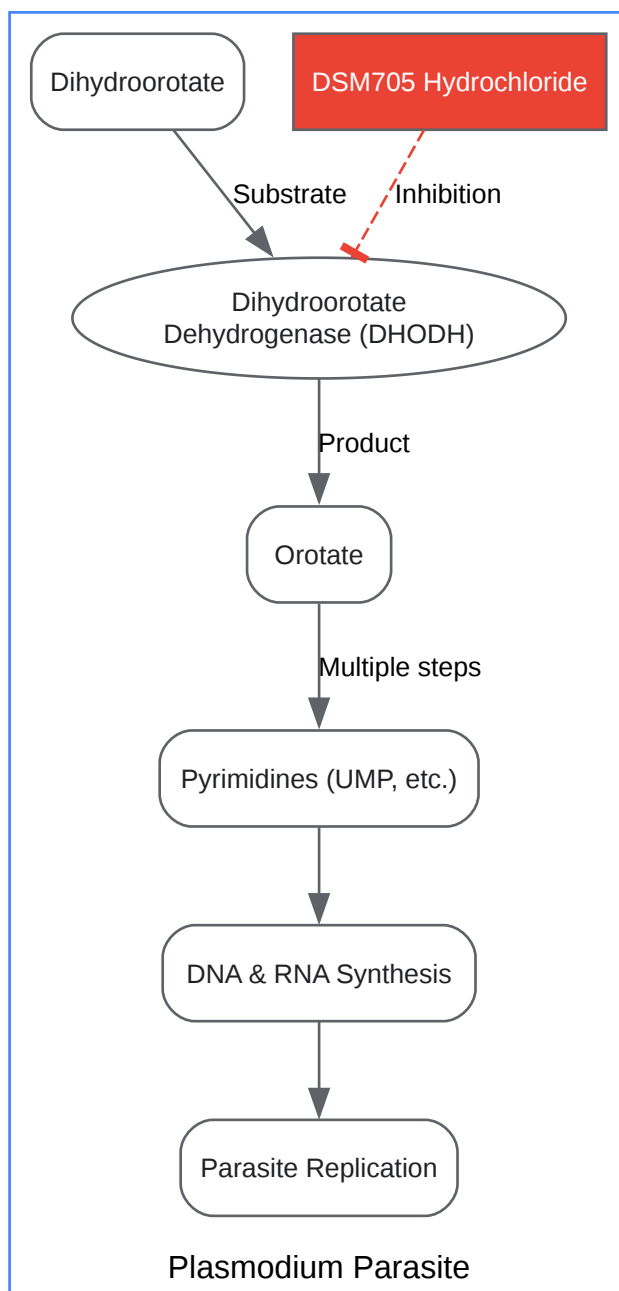 Dihydroorotate
DSM705 Hydrochloride
Substrate
Inhibition
Dihydroorotate
Dehydrogenase (DHODH)
Product
Orotate
Multiple steps
Pyrimidines (UMP, etc.)
DNA & RNA Synthesis
Parasite Replication
Plasmodium Parasite